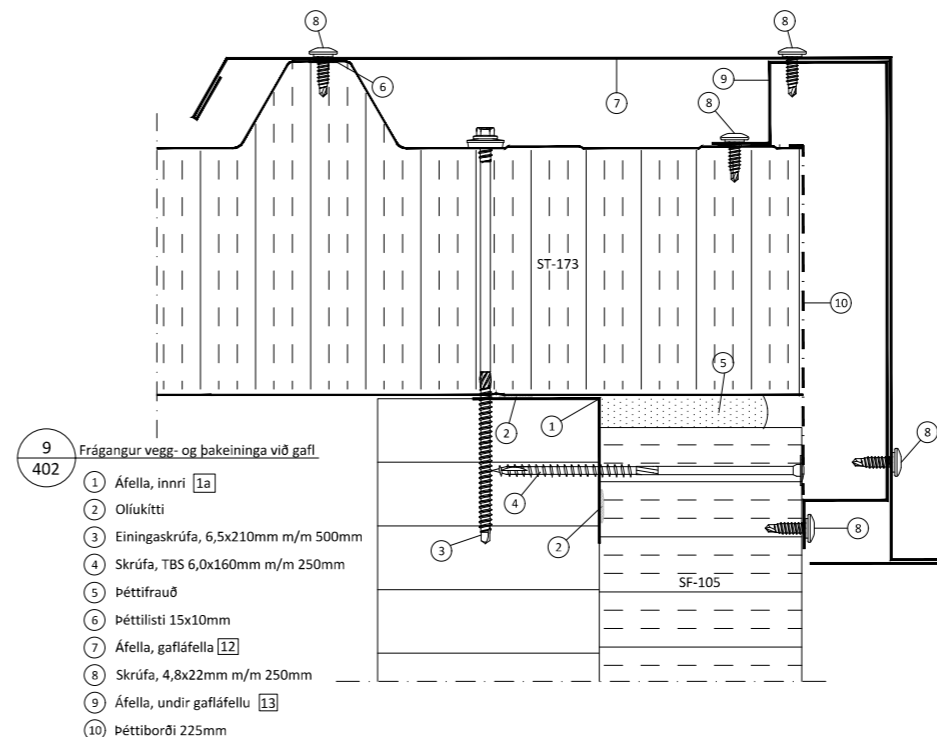 8
8
6
7
9
8
ST-173
10
5
2
1
8
4
3
2
8
SF-105
9
402
Frágangur vegg- og þakeininga við gafl
1 Áfella, innri 1a
2 Olíukítti
3 Einingaskrúfa, 6,5x210mm m/m 500mm
4 Skrúfa, TBS 6,0x160mm m/m 250mm
5 Þéttifrauð
6 Þéttilisti 15x10mm
7 Áfella, gafláfella 12
8 Skrúfa, 4,8x22mm m/m 250mm
9 Áfella, undir gafláfellu 13
10 Þéttiborði 225mm